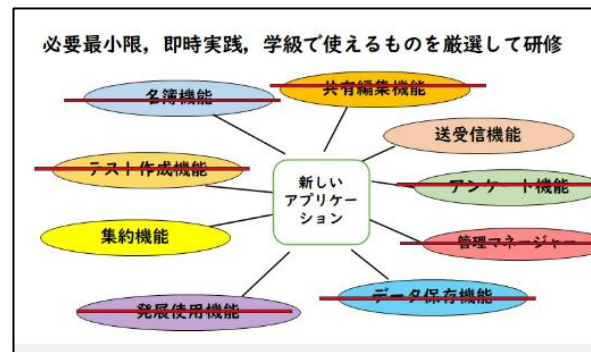 必要最小限，即時実践，学級で使えるものを厳選して研修
名簿機能
共有編集機能
送受信機能
テスト作成機能
アンケート機能
新しい
アプリケー
ション
集約機能
管理マネージャー
発展使用機能
データ保存機能